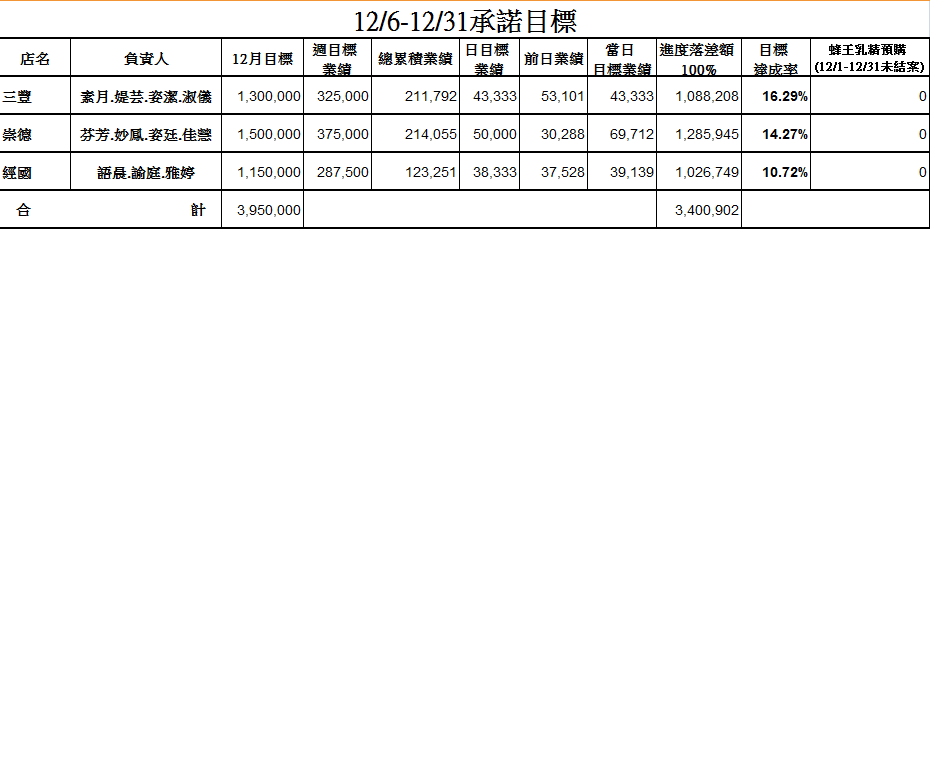 12/6-12/31承諾目標
店名 負責人 12月目標 週目標業績 總累積業績 日目標業績 前日業績 當日目標業績 進度落差額100% 目標達成率 蜂王乳精預購(12/1-12/31未結案)
三豐 素月.媞芸.姿潔.淑儀 1,300,000 325,000 211,792 43,333 53,101 43,333 1,088,208 16.29% 0
崇德 芬芳.妙鳳.姿廷.佳慧 1,500,000 375,000 214,055 50,000 30,288 69,712 1,285,945 14.27% 0
經國 語晨.諭庭.雅婷 1,150,000 287,500 123,251 38,333 37,528 39,139 1,026,749 10.72% 0
合 計 3,950,000 3,400,902